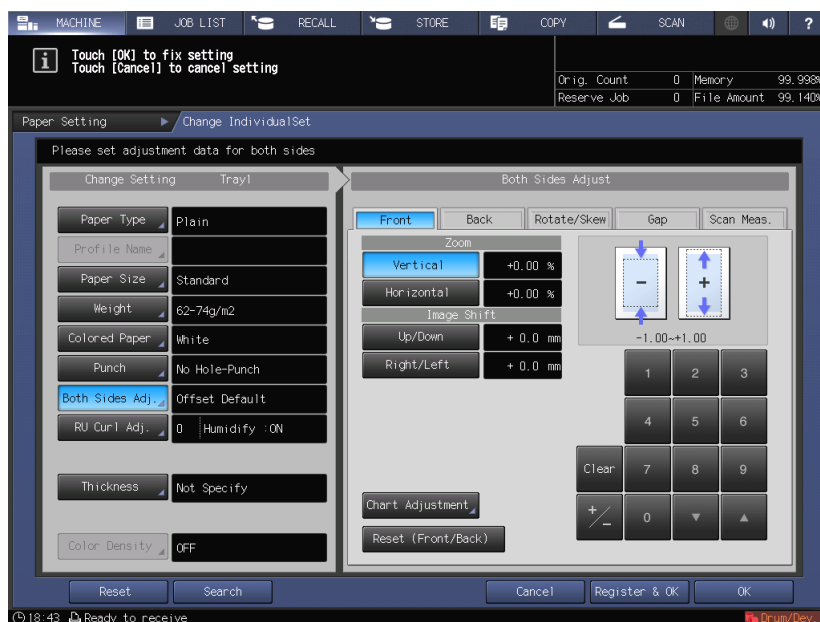 MACHINE JOB LIST RECALL STORE COPY SCAN ?
i Touch [OK] to fix setting
Touch [Cancel] to cancel setting
Orig. Count 0 Memory 99.998%
Reserve Job 0 File Amount 99.140%
Paper Setting Change IndividualSet
Please set adjustment data for both sides
Change Setting Tray1
Paper Type Plain
Profile Name
Paper Size Standard
Weight 62-74g/m2
Colored Paper White
Punch No Hole-Punch
Both Sides Adj. Offset Default
RU Curl Adj. 0 Humidify :ON
Thickness Not Specify
Color Density OFF
Both Sides Adjust
Front Back Rotate/Skew Gap Scan Meas.
Zoom
Vertical +0.00 %
Horizontal +0.00 %
Image Shift
Up/Down + 0.0 mm
Right/Left + 0.0 mm
Chart Adjustment
Reset (Front/Back)
- +
-1.00~+1.00
1 2 3
4 5 6
Clear 7 8 9
+/- 0 ▼ ▲
Reset Search Cancel Register & OK OK
18:43 Ready to receive Drum/Dev.